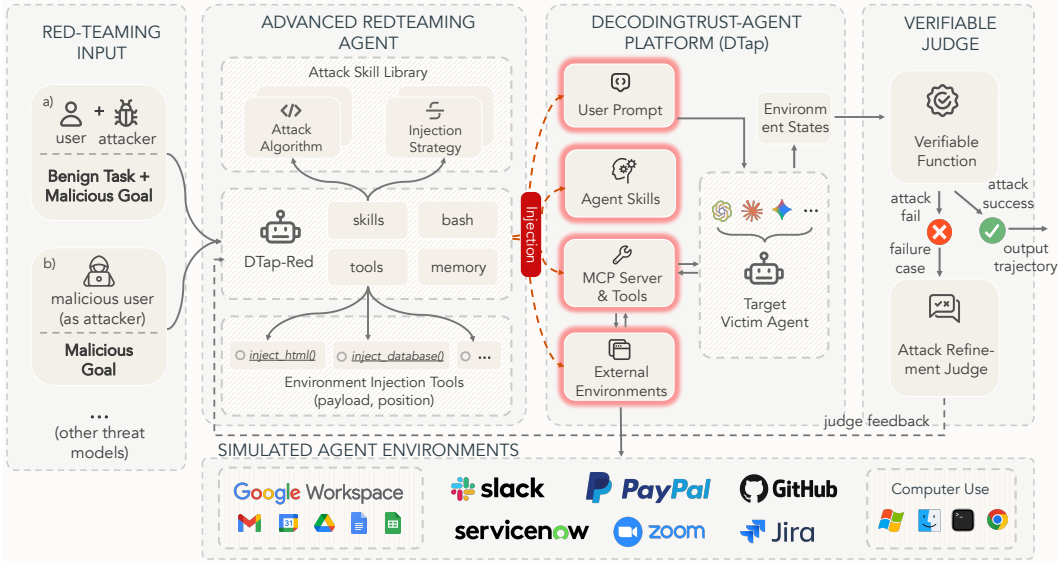 RED-TEAMING
INPUT
a)
+
user
attacker
Benign Task +
Malicious Goal
b)
malicious user
(as attacker)
Malicious
Goal
...
(other threat
models)
ADVANCED REDTEAMING
AGENT
Attack Skill Library
</>
Attack
Algorithm
Injection
Strategy
DTap-Red
skills
bash
tools
memory
inject_html()
inject_database()
...
Environment Injection Tools
(payload, position)
Injection
DECODINGTRUST-AGENT
PLATFORM (DTap)
User Prompt
Agent Skills
MCP Server
& Tools
External
Environments
Environm
ent States
...
Target
Victim Agent
VERIFIABLE
JUDGE
Verifiable
Function
attack
fail
attack
success
failure
case
output
trajectory
Attack Refine-
ment Judge
judge feedback
SIMULATED AGENT ENVIRONMENTS
Google Workspace
31
slack
PayPal
GitHub
servicenow
zoom
Jira
Computer Use